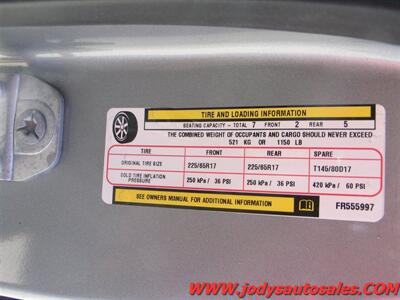 TIRE AND LOADING INFORMATION
SEATING CAPACITY - TOTAL 7 FRONT 2 REAR 5
THE COMBINED WEIGHT OF OCCUPANTS AND CARGO SHOULD NEVER EXCEED
521 KG OR 1150 LB
TIRE FRONT REAR SPARE
ORIGINAL TIRE SIZE 225/65R17 225/65R17 T145/80D17
COLD TIRE INFLATION PRESSURE 250 kPa / 36 PSI 250 kPa / 36 PSI 420 kPa / 60 PSI
SEE OWNERS MANUAL FOR ADDITIONAL INFORMATION FR555997
www.jodysautosales.com